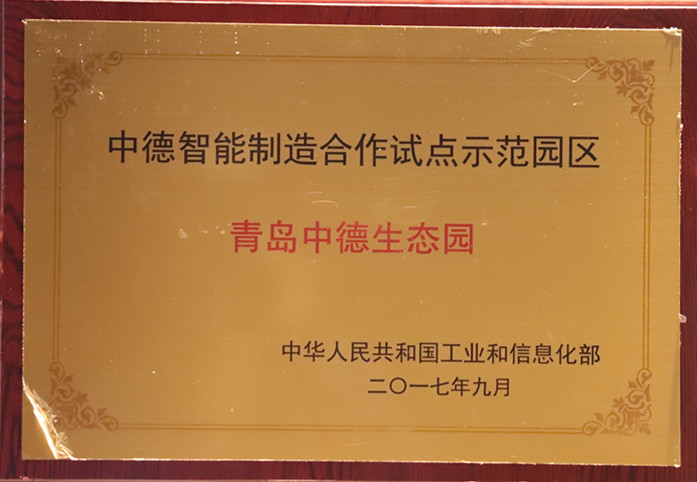 中德智能制造合作试点示范园区
青岛中德生态园
中华人民共和国工业和信息化部
二〇一七年九月